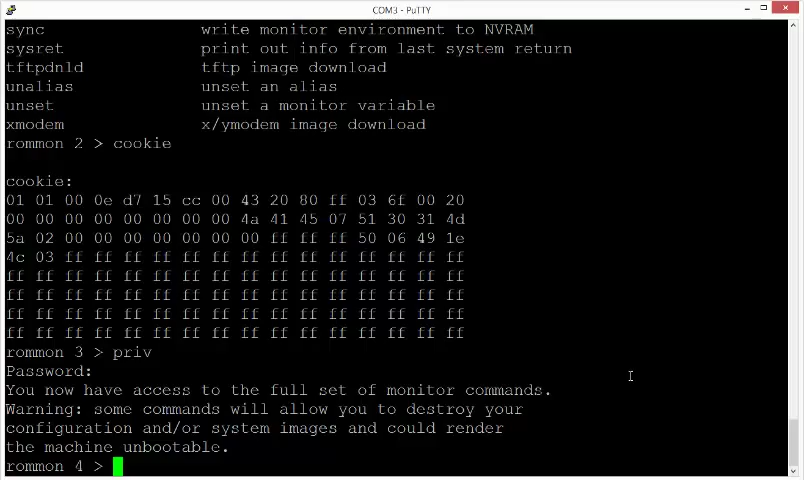 COM3 - PuTTY
sync write monitor environment to NVRAM
sysret print out info from last system return
tftpdnld tftp image download
unalias unset an alias
unset unset a monitor variable
xmodem x/ymodem image download
rommon 2 > cookie
cookie:
01 01 00 0e d7 15 cc 00 43 20 80 ff 03 6f 00 20
00 00 00 00 00 00 00 00 4a 41 45 07 51 30 31 4d
5a 02 00 00 00 00 00 00 00 ff ff ff 50 06 49 1e
4c 03 ff ff ff ff ff ff ff ff ff ff ff ff ff ff
ff ff ff ff ff ff ff ff ff ff ff ff ff ff ff ff
ff ff ff ff ff ff ff ff ff ff ff ff ff ff ff ff
ff ff ff ff ff ff ff ff ff ff ff ff ff ff ff ff
ff ff ff ff ff ff ff ff ff ff ff ff ff ff ff ff
rommon 3 > priv
Password:
You now have access to the full set of monitor commands.
Warning: some commands will allow you to destroy your
configuration and/or system images and could render
the machine unbootable.
rommon 4 >